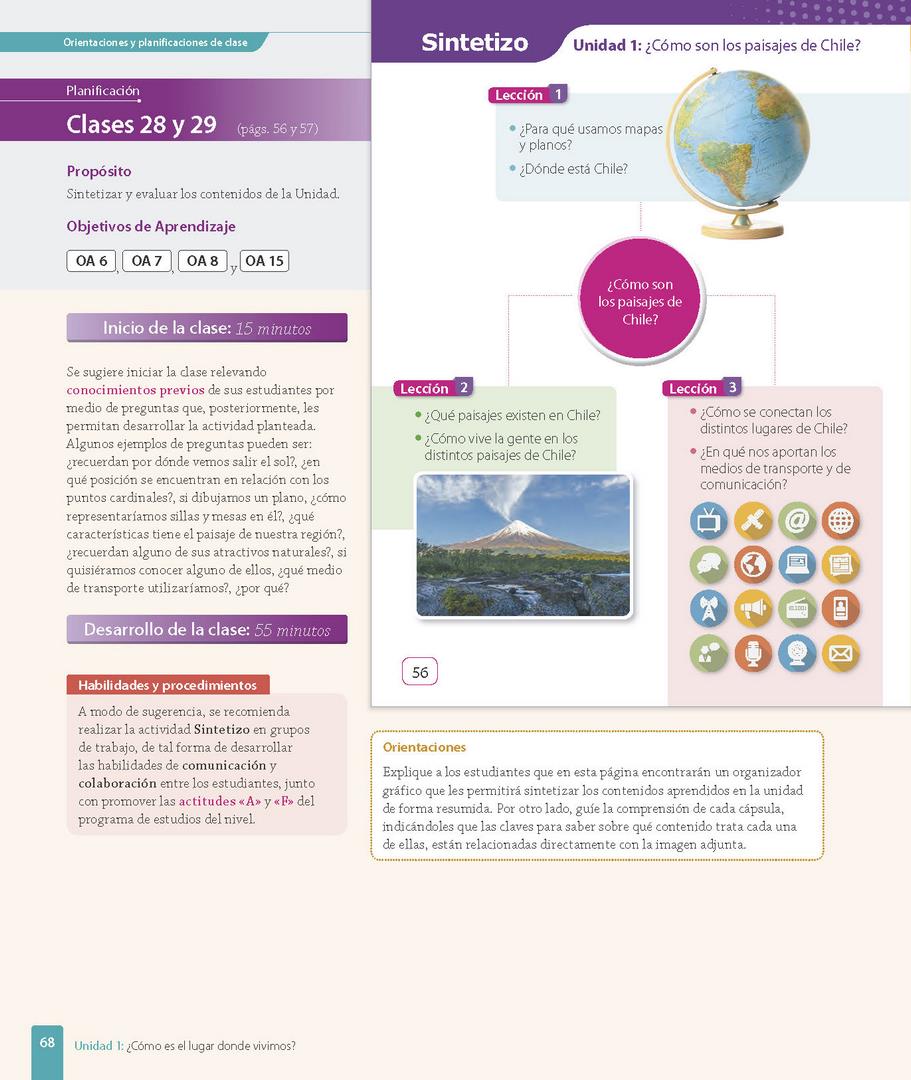 Orientaciones y planificaciones de clase
Planificación
Clases 28 y 29 (págs. 56 y 57)
Propósito
Sintetizar y evaluar los contenidos de la Unidad.
Objetivos de Aprendizaje
OA 6, OA 7, OA 8 y OA 15
Inicio de la clase: 15 minutos
Se sugiere iniciar la clase relevando
conocimientos previos de sus estudiantes por
medio de preguntas que, posteriormente, les
permitan desarrollar la actividad planteada.
Algunos ejemplos de preguntas pueden ser:
¿recuerdan por dónde vemos salir el sol?, ¿en
qué posición se encuentran en relación con los
puntos cardinales?, si dibujamos un plano, ¿cómo
representaríamos sillas y mesas en él?, ¿qué
características tiene el paisaje de nuestra región?,
¿recuerdan alguno de sus atractivos naturales?, si
quisiéramos conocer alguno de ellos, ¿qué medio
de transporte utilizaríamos?, ¿por qué?
Desarrollo de la clase: 55 minutos
Habilidades y procedimientos
A modo de sugerencia, se recomienda
realizar la actividad Sintetizo en grupos
de trabajo, de tal forma de desarrollar
las habilidades de comunicación y
colaboración entre los estudiantes, junto
con promover las actitudes «A» y «F» del
programa de estudios del nivel.
Sintetizo
Unidad 1: ¿Cómo son los paisajes de Chile?
Lección 1
• ¿Para qué usamos mapas
y planos?
• ¿Dónde está Chile?
¿Cómo son
los paisajes de
Chile?
Lección 2
• ¿Qué paisajes existen en Chile?
• ¿Cómo vive la gente en los
distintos paisajes de Chile?
Lección 3
• ¿Cómo se conectan los
distintos lugares de Chile?
• ¿En qué nos aportan los
medios de transporte y de
comunicación?
56
Orientaciones
Explique a los estudiantes que en esta página encontrarán un organizador
gráfico que les permitirá sintetizar los contenidos aprendidos en la unidad
de forma resumida. Por otro lado, guíe la comprensión de cada cápsula,
indicándoles que las claves para saber sobre qué contenido trata cada una
de ellas, están relacionadas directamente con la imagen adjunta.
68
Unidad 1: ¿Cómo es el lugar donde vivimos?